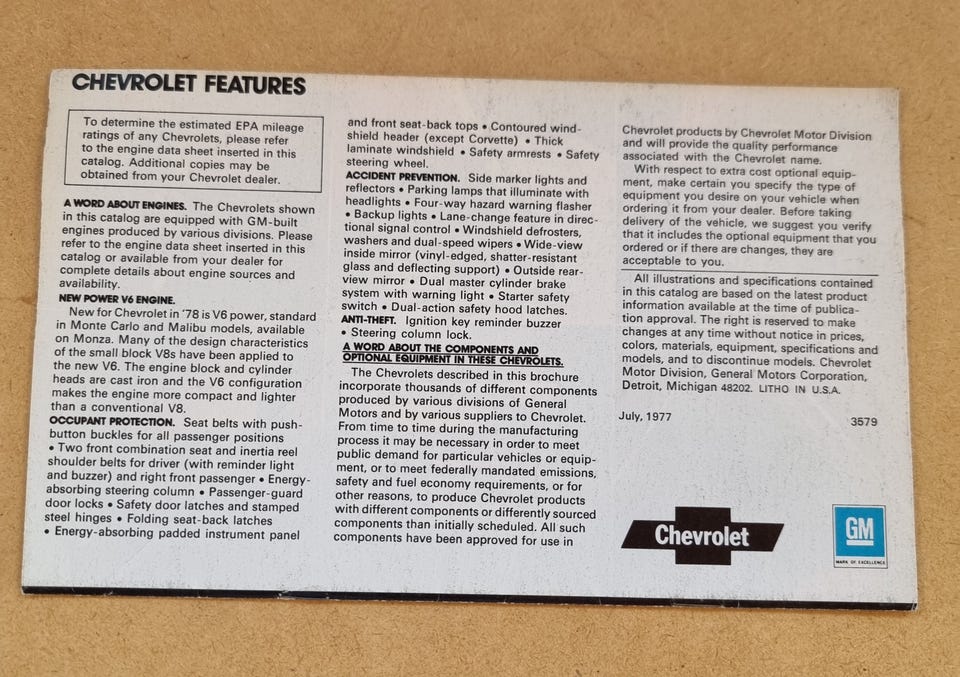 CHEVROLET FEATURES
To determine the estimated EPA mileage
ratings of any Chevrolets, please refer
to the engine data sheet inserted in this
catalog. Additional copies may be
obtained from your Chevrolet dealer.
A WORD ABOUT ENGINES. The Chevrolets shown
in this catalog are equipped with GM-built
engines produced by various divisions. Please
refer to the engine data sheet inserted in this
catalog or available from your dealer for
complete details about engine sources and
availability.
NEW POWER V6 ENGINE.
New for Chevrolet in '78 is V6 power, standard
in Monte Carlo and Malibu models, available
on Monza. Many of the design characteristics
of the small block V8s have been applied to
the new V6. The engine block and cylinder
heads are cast iron and the V6 configuration
makes the engine more compact and lighter
than a conventional V8.
OCCUPANT PROTECTION. Seat belts with push-
button buckles for all passenger positions
• Two front combination seat and inertia reel
shoulder belts for driver (with reminder light
and buzzer) and right front passenger • Energy-
absorbing steering column • Passenger-guard
door locks • Safety door latches and stamped
steel hinges • Folding seat-back latches
• Energy-absorbing padded instrument panel
and front seat-back tops • Contoured wind-
shield header (except Corvette) • Thick
laminate windshield • Safety armrests • Safety
steering wheel.
ACCIDENT PREVENTION. Side marker lights and
reflectors • Parking lamps that illuminate with
headlights • Four-way hazard warning flasher
• Backup lights • Lane-change feature in direc-
tional signal control • Windshield defrosters,
washers and dual-speed wipers • Wide-view
inside mirror (vinyl-edged, shatter-resistant
glass and deflecting support) • Outside rear-
view mirror • Dual master cylinder brake
system with warning light • Starter safety
switch • Dual-action safety hood latches.
ANTI-THEFT. Ignition key reminder buzzer
• Steering column lock.
A WORD ABOUT THE COMPONENTS AND
OPTIONAL EQUIPMENT IN THESE CHEVROLETS.
The Chevrolets described in this brochure
incorporate thousands of different components
produced by various divisions of General
Motors and by various suppliers to Chevrolet.
From time to time during the manufacturing
process it may be necessary in order to meet
public demand for particular vehicles or equip-
ment, or to meet federally mandated emissions,
safety and fuel economy requirements, or for
other reasons, to produce Chevrolet products
with different components or differently sourced
components than initially scheduled. All such
components have been approved for use in
Chevrolet products by Chevrolet Motor Division
and will provide the quality performance
associated with the Chevrolet name.
With respect to extra cost optional equip-
ment, make certain you specify the type of
equipment you desire on your vehicle when
ordering it from your dealer. Before taking
delivery of the vehicle, we suggest you verify
that it includes the optional equipment that you
ordered or if there are changes, they are
acceptable to you.
All illustrations and specifications contained
in this catalog are based on the latest product
information available at the time of publica-
tion approval. The right is reserved to make
changes at any time without notice in prices,
colors, materials, equipment, specifications and
models, and to discontinue models. Chevrolet
Motor Division, General Motors Corporation,
Detroit, Michigan 48202. LITHO IN U.S.A.
July, 1977 3579
Chevrolet
GM
MARK OF EXCELLENCE